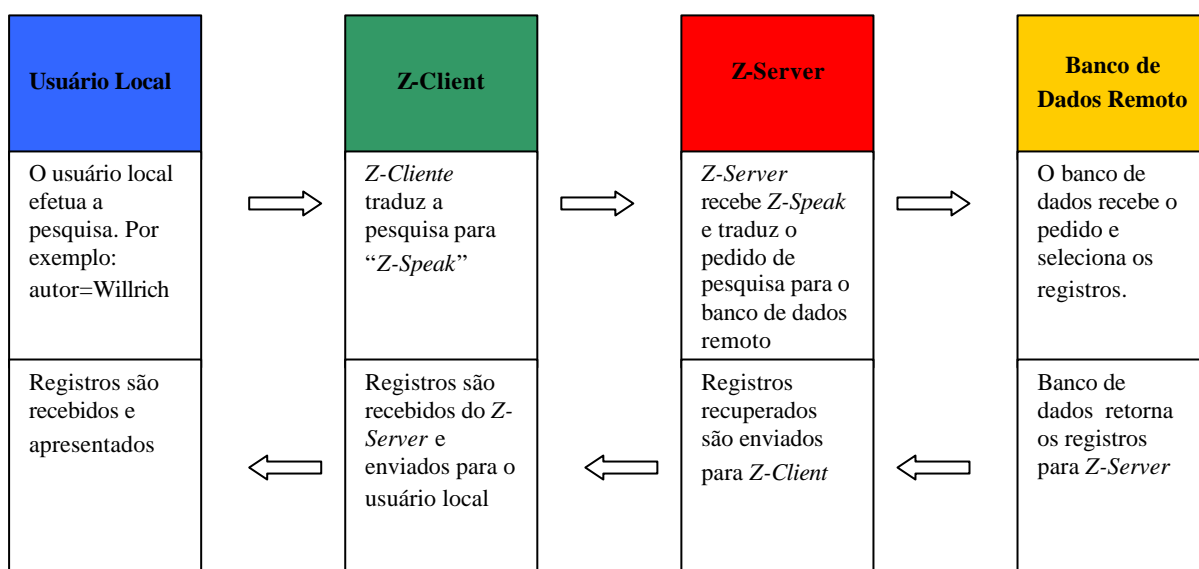 Usuário Local
Z-Client
Z-Server
Banco de
Dados Remoto
O usuário local
efetua a
pesquisa. Por
exemplo:
autor=Willrich
Z-Cliente
traduz a
pesquisa para
“Z-Speak”
Z-Server
recebe Z-Speak
e traduz o
pedido de
pesquisa para o
banco de dados
remoto
O banco de
dados recebe o
pedido e
seleciona os
registros.
Registros são
recebidos e
apresentados
Registros são
recebidos do Z-
Server e
enviados para o
usuário local
Registros
recuperados
são enviados
para Z-Client
Banco de
dados retorna
os registros
para Z-Server